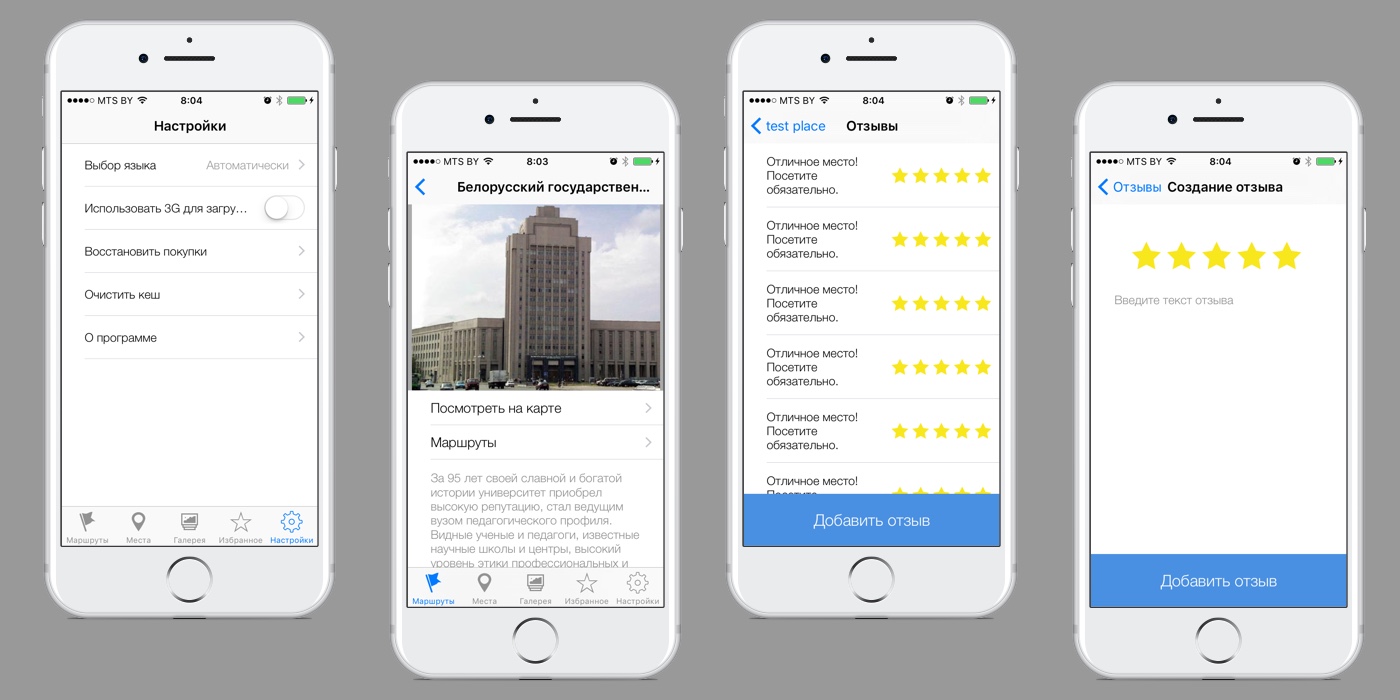 MTS BY 8:04
Настройки
Выбор языка Автоматически
Использовать 3G для загру...
Восстановить покупки
Очистить кеш
О программе
Маршруты Места Галерея Избранное Настройки
MTS BY 8:03
Белорусский государствен...
Посмотреть на карте
Маршруты
За 95 лет своей славной и богатой
истории университет приобрел
высокую репутацию, стал ведущим
вузом педагогического профиля.
Видные ученые и педагоги, известные
научные школы и центры, высокий
уровень этики профессиональных и
Маршруты Места Галерея Избранное Настройки
MTS BY 8:04
test place Отзывы
Отличное место!
Посетите
обязательно.
Отличное место!
Посетите
обязательно.
Отличное место!
Посетите
обязательно.
Отличное место!
Посетите
обязательно.
Отличное место!
Посетите
обязательно.
Отличное место!
Посетите
Добавить отзыв
MTS BY 8:04
Отзывы Создание отзыва
Введите текст отзыва
Добавить отзыв